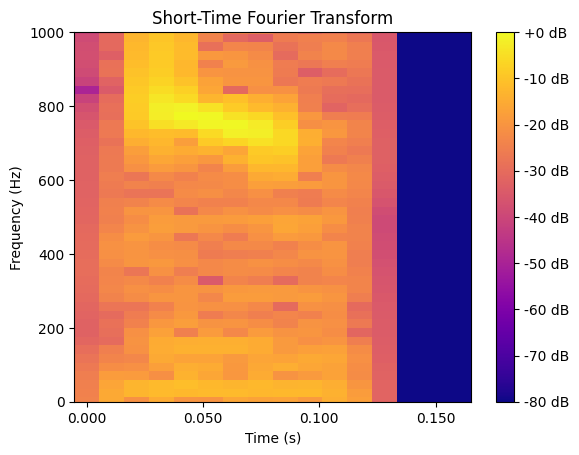 Short-Time Fourier Transform
Frequency (Hz)
1000
800
600
400
200
0
0.000 0.050 0.100 0.150
Time (s)
+0 dB
-10 dB
-20 dB
-30 dB
-40 dB
-50 dB
-60 dB
-70 dB
-80 dB